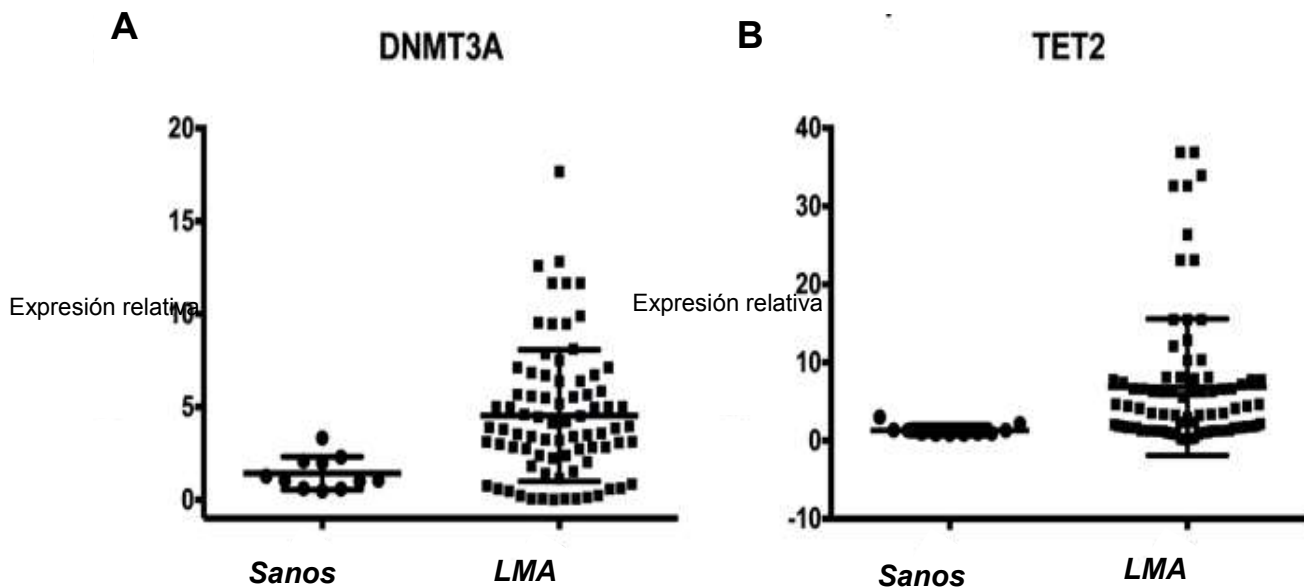 A
DNMT3A
20
15
10
5
0
Expresión relativa
Sanos
LMA
B
TET2
40
30
20
10
0
-10
Expresión relativa
Sanos
LMA